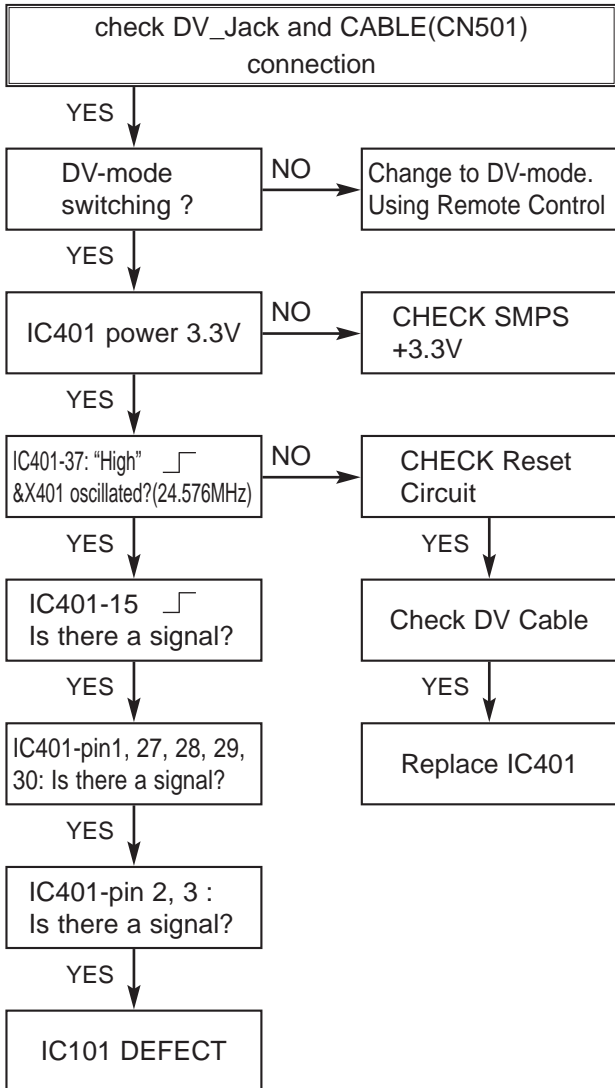 check DV_Jack and CABLE(CN501)
connection
YES
DV-mode
switching ?
NO
Change to DV-mode.
Using Remote Control
YES
IC401 power 3.3V
NO
CHECK SMPS
+3.3V
YES
IC401-37: “High”
&X401 oscillated?(24.576MHz)
NO
CHECK Reset
Circuit
YES
YES
IC401-15
Is there a signal?
Check DV Cable
YES
YES
IC401-pin1, 27, 28, 29,
30: Is there a signal?
Replace IC401
YES
IC401-pin 2, 3 :
Is there a signal?
YES
IC101 DEFECT